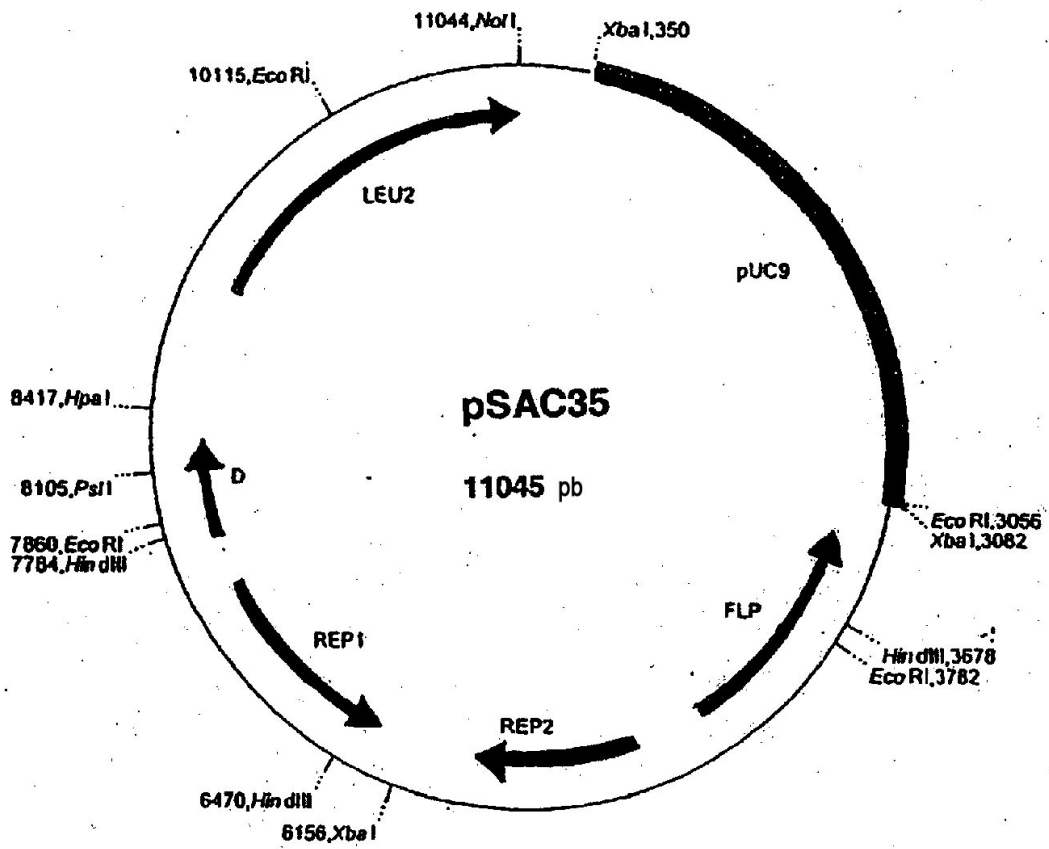 11044,NotI
XbaI,350
10115,EcoRI
LEU2
pUC9
8417,HpaI
pSAC35
D
8105,PstI
11045 pb
EcoRI,3056
XbaI,3082
7860,EcoRI
7784,HindIII
FLP
REP1
HindIII,3678
EcoRI,3782
REP2
6470,HindIII
6156,XbaI